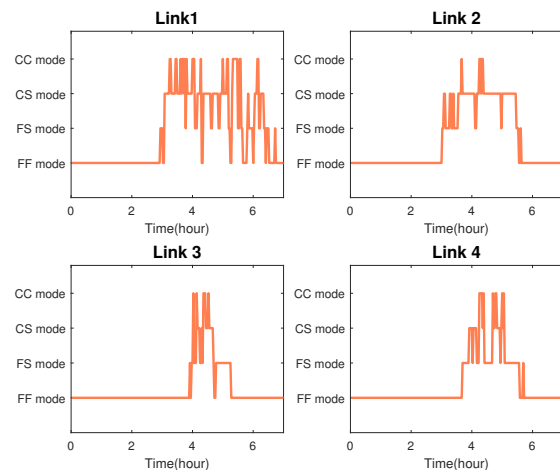 Link1
CC mode
CS mode
FS mode
FF mode
0 2 4 6
Time(hour)
Link 2
CC mode
CS mode
FS mode
FF mode
0 2 4 6
Time(hour)
Link 3
CC mode
CS mode
FS mode
FF mode
0 2 4 6
Time(hour)
Link 4
CC mode
CS mode
FS mode
FF mode
0 2 4 6
Time(hour)